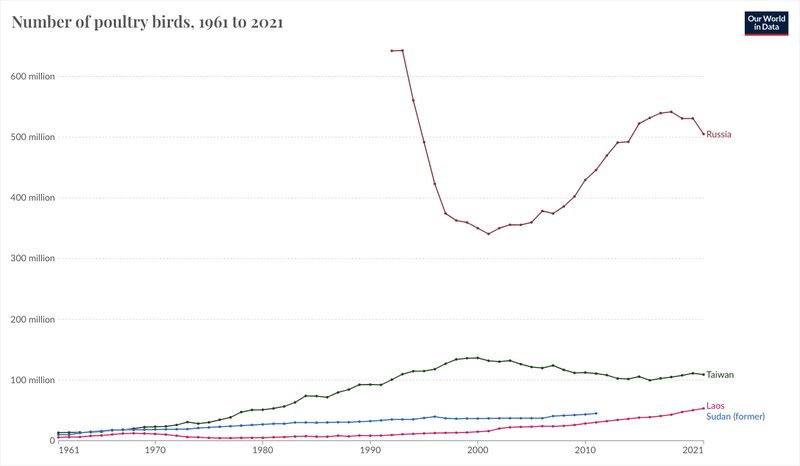 Number of poultry birds, 1961 to 2021
Our World
in Data
600 million
500 million
400 million
300 million
200 million
100 million
0
Russia
Taiwan
Laos
Sudan (former)
1961
1970
1980
1990
2000
2010
2021